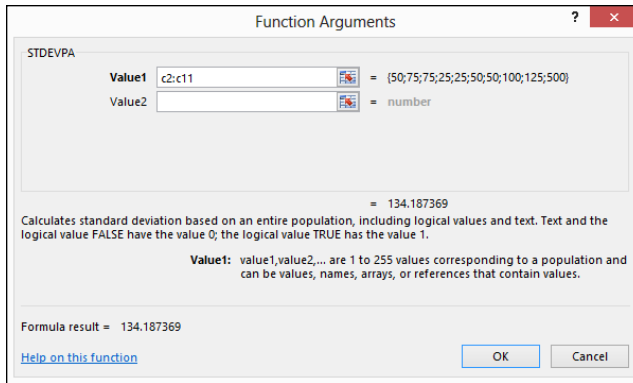 Function Arguments ? ×
STDEVPA
Value1 c2:c11 = {50;75;75;25;25;50;50;100;125;500}
Value2 = number
= 134.187369
Calculates standard deviation based on an entire population, including logical values and text. Text and the
logical value FALSE have the value 0; the logical value TRUE has the value 1.
Value1: value1,value2,... are 1 to 255 values corresponding to a population and
can be values, names, arrays, or references that contain values.
Formula result = 134.187369
Help on this function OK Cancel